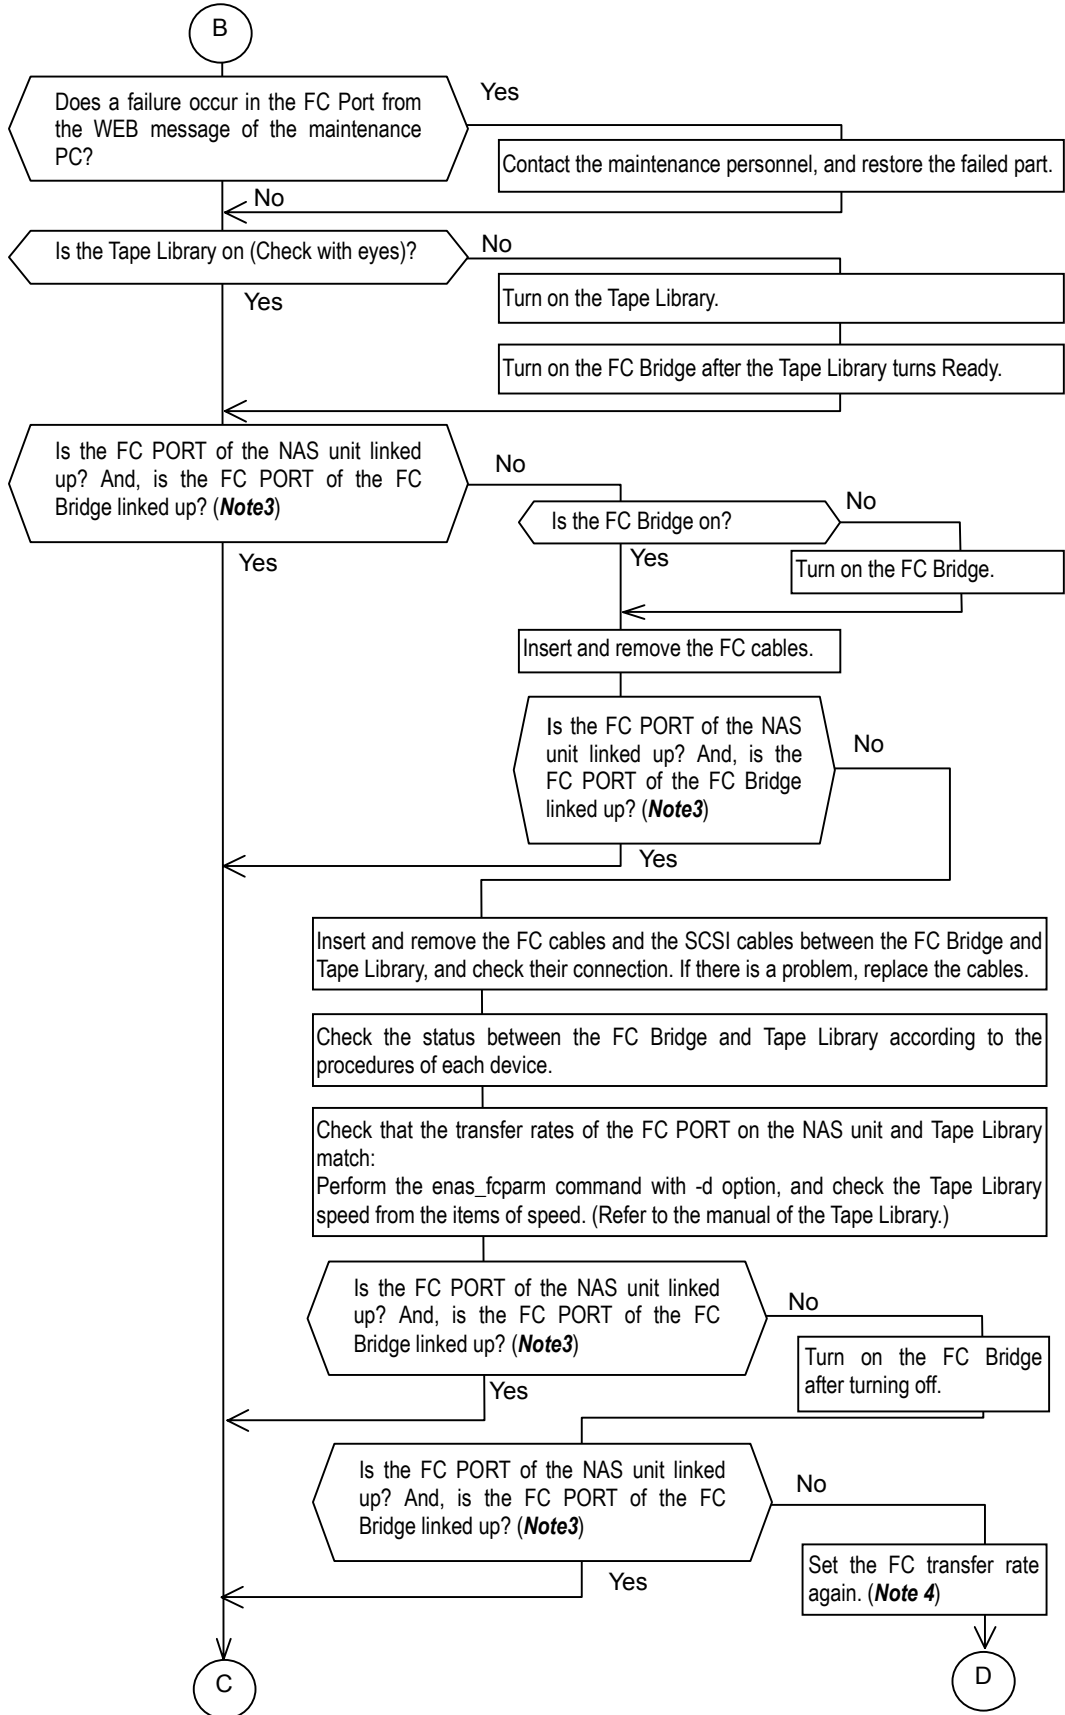 B
Does a failure occur in the FC Port from
the WEB message of the maintenance
PC?
Yes
Contact the maintenance personnel, and restore the failed part.
No
Is the Tape Library on (Check with eyes)?
No
Yes
Turn on the Tape Library.
Turn on the FC Bridge after the Tape Library turns Ready.
Is the FC PORT of the NAS unit linked
up? And, is the FC PORT of the FC
Bridge linked up? (Note3)
No
Yes
Is the FC Bridge on?
No
Yes
Turn on the FC Bridge.
Insert and remove the FC cables.
Is the FC PORT of the NAS
unit linked up? And, is the
FC PORT of the FC Bridge
linked up? (Note3)
No
Yes
Insert and remove the FC cables and the SCSI cables between the FC Bridge and
Tape Library, and check their connection. If there is a problem, replace the cables.
Check the status between the FC Bridge and Tape Library according to the
procedures of each device.
Check that the transfer rates of the FC PORT on the NAS unit and Tape Library
match:
Perform the enas_fcparm command with -d option, and check the Tape Library
speed from the items of speed. (Refer to the manual of the Tape Library.)
Is the FC PORT of the NAS unit linked
up? And, is the FC PORT of the FC
Bridge linked up? (Note3)
No
Yes
Turn on the FC Bridge
after turning off.
Is the FC PORT of the NAS unit linked
up? And, is the FC PORT of the FC
Bridge linked up? (Note3)
No
Yes
Set the FC transfer rate
again. (Note 4)
C
D